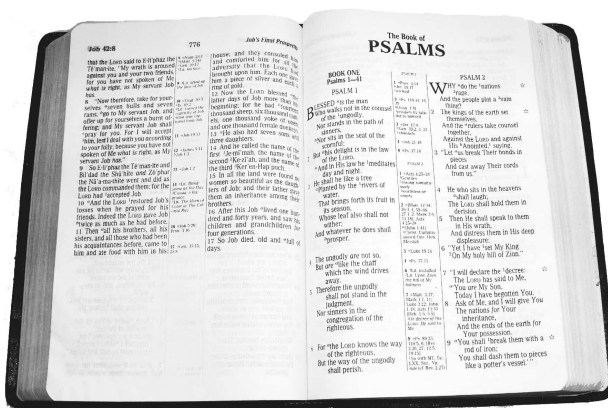 Job 42:8
776
Job's Final Prosperity
that the LORD said to Eliphaz the
Temanite, "My wrath is aroused
against you and your two friends,
for you have not spoken of Me
what is right, as My servant Job
has.
8 "Now therefore, take for your-
selves seven bulls and seven
rams, go to My servant Job, and
offer up for yourselves a burnt of-
fering; and My servant Job shall
pray for you. For I will accept
him, lest I deal with you according
to your folly; because you have not
spoken of Me what is right, as My
servant Job has."
9 So Eliphaz the Temanite and
Bildad the Shuhite and Zophar
the Naamathite went and did as
the LORD commanded them; for the
LORD had accepted Job.
10 And the LORD restored Job's
losses when he prayed for his
friends. Indeed the LORD gave Job
twice as much as he had before.
11 Then all his brothers, all his
sisters, and all those who had been
his acquaintances before, came to
him and ate food with him in his
house; and they consoled him
and comforted him for all the
adversity that the LORD had
brought upon him. Each one gave
him a piece of silver and each a
ring of gold.
12 Now the LORD blessed the
latter days of Job more than his
beginning; for he had fourteen
thousand sheep, six thousand cam-
els, one thousand yoke of oxen,
and one thousand female donkeys.
13 He also had seven sons and
three daughters.
14 And he called the name of the
first Jemimah, the name of the
second Keziah, and the name of
the third Keren-Happuch.
15 In all the land were found no
women so beautiful as the daugh-
ters of Job; and their father gave
them an inheritance among their
brothers.
16 After this Job lived one hun-
dred and forty years, and saw his
children and grandchildren for
four generations.
17 So Job died, old and full of
days.
The Book of
PSALMS
BOOK ONE
Psalms 1—41
PSALM 1
BLESSED is the man
Who walks not in the counsel
of the ungodly,
Nor stands in the path of
sinners,
Nor sits in the seat of the
scornful;
2 But his delight is in the law
of the LORD,
And in His law he meditates
day and night.
3 He shall be like a tree
Planted by the rivers of
water,
That brings forth its fruit in
its season,
Whose leaf also shall not
wither;
And whatever he does shall
prosper.
4 The ungodly are not so,
But are like the chaff
which the wind drives
away.
5 Therefore the ungodly
shall not stand in the
judgment,
Nor sinners in the
congregation of the
righteous.
6 For the LORD knows the way
of the righteous,
But the way of the ungodly
shall perish.
PSALM 2
WHY do the nations
rage,
And the people plot a vain
thing?
2 The kings of the earth set
themselves,
And the rulers take counsel
together,
Against the LORD and against
His Anointed, saying,
3 "Let us break Their bonds in
pieces
And cast away Their cords
from us."
4 He who sits in the heavens
shall laugh;
The LORD shall hold them in
derision.
5 Then He shall speak to them
in His wrath,
And distress them in His deep
displeasure:
6 "Yet I have set My King
On My holy hill of Zion."
7 "I will declare the decree:
The LORD has said to Me,
'You are My Son,
Today I have begotten You.
8 Ask of Me, and I will give You
The nations for Your
inheritance,
And the ends of the earth for
Your possession.
9 You shall break them with a
rod of iron;
You shall dash them to pieces
like a potter's vessel.'"